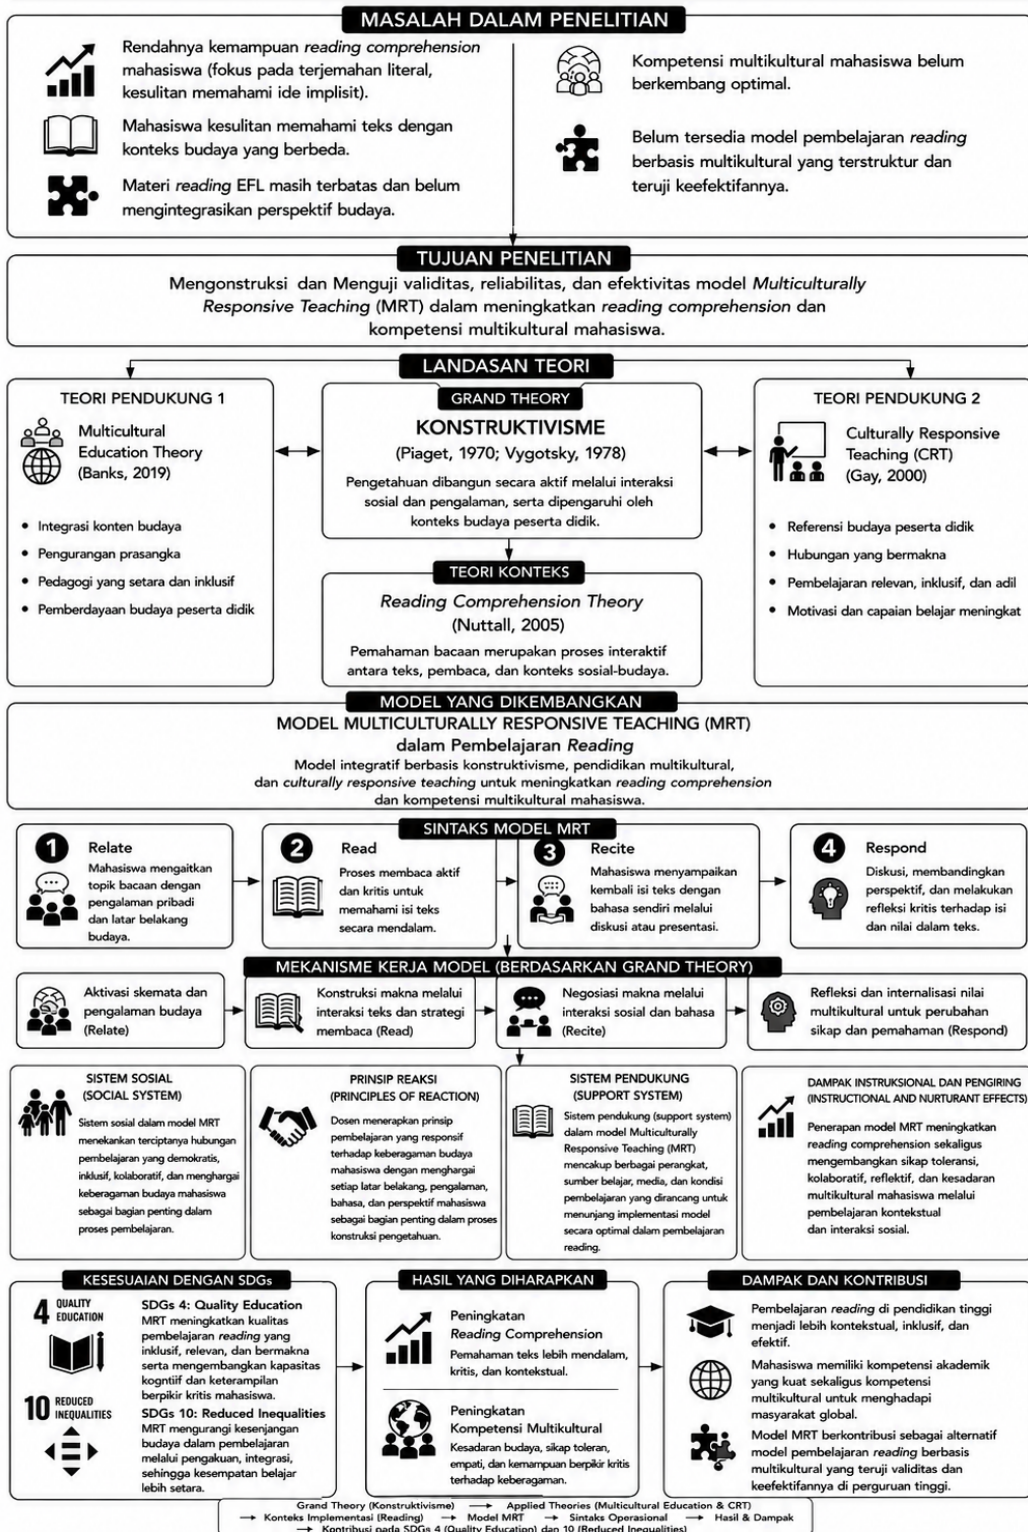 MASALAH DALAM PENELITIAN
Rendahnya kemampuan reading comprehension
mahasiswa (fokus pada terjemahan literal,
kesulitan memahami ide implisit).
Mahasiswa kesulitan memahami teks dengan
konteks budaya yang berbeda.
Materi reading EFL masih terbatas dan belum
mengintegrasikan perspektif budaya.
Kompetensi multikultural mahasiswa belum
berkembang optimal.
Belum tersedia model pembelajaran reading
berbasis multikultural yang terstruktur dan
teruji keefektifannya.
TUJUAN PENELITIAN
Mengonstruksi dan Menguji validitas, reliabilitas, dan efektivitas model Multiculturally
Responsive Teaching (MRT) dalam meningkatkan reading comprehension dan
kompetensi multikultural mahasiswa.
LANDASAN TEORI
TEORI PENDUKUNG 1
Multicultural
Education Theory
(Banks, 2019)
• Integrasi konten budaya
• Pengurangan prasangka
• Pedagogi yang setara dan inklusif
• Pemberdayaan budaya peserta didik
GRAND THEORY
KONSTRUKTIVISME
(Piaget, 1970; Vygotsky, 1978)
Pengetahuan dibangun secara aktif melalui interaksi
sosial dan pengalaman, serta dipengaruhi oleh
konteks budaya peserta didik.
TEORI KONTEKS
Reading Comprehension Theory
(Nuttall, 2005)
Pemahaman bacaan merupakan proses interaktif
antara teks, pembaca, dan konteks sosial-budaya.
TEORI PENDUKUNG 2
Culturally Responsive
Teaching (CRT)
(Gay, 2000)
• Referensi budaya peserta didik
• Hubungan yang bermakna
• Pembelajaran relevan, inklusif, dan adil
• Motivasi dan capaian belajar meningkat
MODEL YANG DIKEMBANGKAN
MODEL MULTICULTURALLY RESPONSIVE TEACHING (MRT)
dalam Pembelajaran Reading
Model integratif berbasis konstruktivisme, pendidikan multikultural,
dan culturally responsive teaching untuk meningkatkan reading comprehension
dan kompetensi multikultural mahasiswa.
SINTAKS MODEL MRT
1 Relate
Mahasiswa mengaitkan
topik bacaan dengan
pengalaman pribadi
dan latar belakang
budaya.
2 Read
Proses membaca aktif
dan kritis untuk
memahami isi teks
secara mendalam.
3 Recite
Mahasiswa menyampaikan
kembali isi teks dengan
bahasa sendiri melalui
diskusi atau presentasi.
4 Respond
Diskusi, membandingkan
perspektif, dan melakukan
refleksi kritis terhadap isi
dan nilai dalam teks.
MEKANISME KERJA MODEL (BERDASARKAN GRAND THEORY)
Aktivasi skemata dan
pengalaman budaya
(Relate)
Konstruksi makna melalui
interaksi teks dan strategi
membaca (Read)
Negosiasi makna melalui
interaksi sosial dan bahasa
(Recite)
Refleksi dan internalisasi nilai
multikultural untuk perubahan
sikap dan pemahaman (Respond)
SISTEM SOSIAL
(SOCIAL SYSTEM)
Sistem sosial dalam model MRT
menekankan terciptanya hubungan
pembelajaran yang demokratis,
inklusif, kolaboratif, dan menghargai
keberagaman budaya mahasiswa
sebagai bagian penting dalam
proses pembelajaran.
PRINSIP REAKSI
(PRINCIPLES OF REACTION)
Dosen menerapkan prinsip
pembelajaran yang responsif
terhadap keberagaman budaya
mahasiswa dengan menghargai
setiap latar belakang, pengalaman,
bahasa, dan perspektif mahasiswa
sebagai bagian penting dalam proses
konstruksi pengetahuan.
SISTEM PENDUKUNG
(SUPPORT SYSTEM)
Sistem pendukung (support system)
dalam model Multiculturally
Responsive Teaching (MRT)
mencakup berbagai perangkat,
sumber belajar, media, dan kondisi
pembelajaran yang dirancang untuk
menunjang implementasi model
secara optimal dalam pembelajaran
reading.
DAMPAK INSTRUKSIONAL DAN PENGIRING
(INSTRUCTIONAL AND NURTURANT EFFECTS)
Penerapan model MRT meningkatkan
reading comprehension sekaligus
mengembangkan sikap toleransi,
kolaboratif, reflektif, dan kesadaran
multikultural mahasiswa melalui
pembelajaran kontekstual
dan interaksi sosial.
KESESUAIAN DENGAN SDGs
4 QUALITY
EDUCATION
SDGs 4: Quality Education
MRT meningkatkan kualitas
pembelajaran reading yang
inklusif, relevan, dan bermakna
serta mengembangkan kapasitas
kogntiif dan keterampilan
berpikir kritis mahasiswa.
10 REDUCED
INEQUALITIES
SDGs 10: Reduced Inequalities
MRT mengurangi kesenjangan
budaya dalam pembelajaran
melalui pengakuan, integrasi,
sehingga kesempatan belajar
lebih setara.
HASIL YANG DIHARAPKAN
Peningkatan
Reading Comprehension
Pemahaman teks lebih mendalam,
kritis, dan kontekstual.
Peningkatan
Kompetensi Multikultural
Kesadaran budaya, sikap toleran,
empati, dan kemampuan berpikir kritis
terhadap keberagaman.
DAMPAK DAN KONTRIBUSI
Pembelajaran reading di pendidikan tinggi
menjadi lebih kontekstual, inklusif, dan
efektif.
Mahasiswa memiliki kompetensi akademik
yang kuat sekaligus kompetensi
multikultural untuk menghadapi
masyarakat global.
Model MRT berkontribusi sebagai alternatif
model pembelajaran reading berbasis
multikultural yang teruji validitas dan
keefektifannya di perguruan tinggi.
Grand Theory (Konstruktivisme) → Applied Theories (Multicultural Education & CRT)
→ Konteks Implementasi (Reading) → Model MRT → Sintaks Operasional → Hasil & Dampak
→ Kontribusi pada SDGs 4 (Quality Education) dan 10 (Reduced Inequalities)